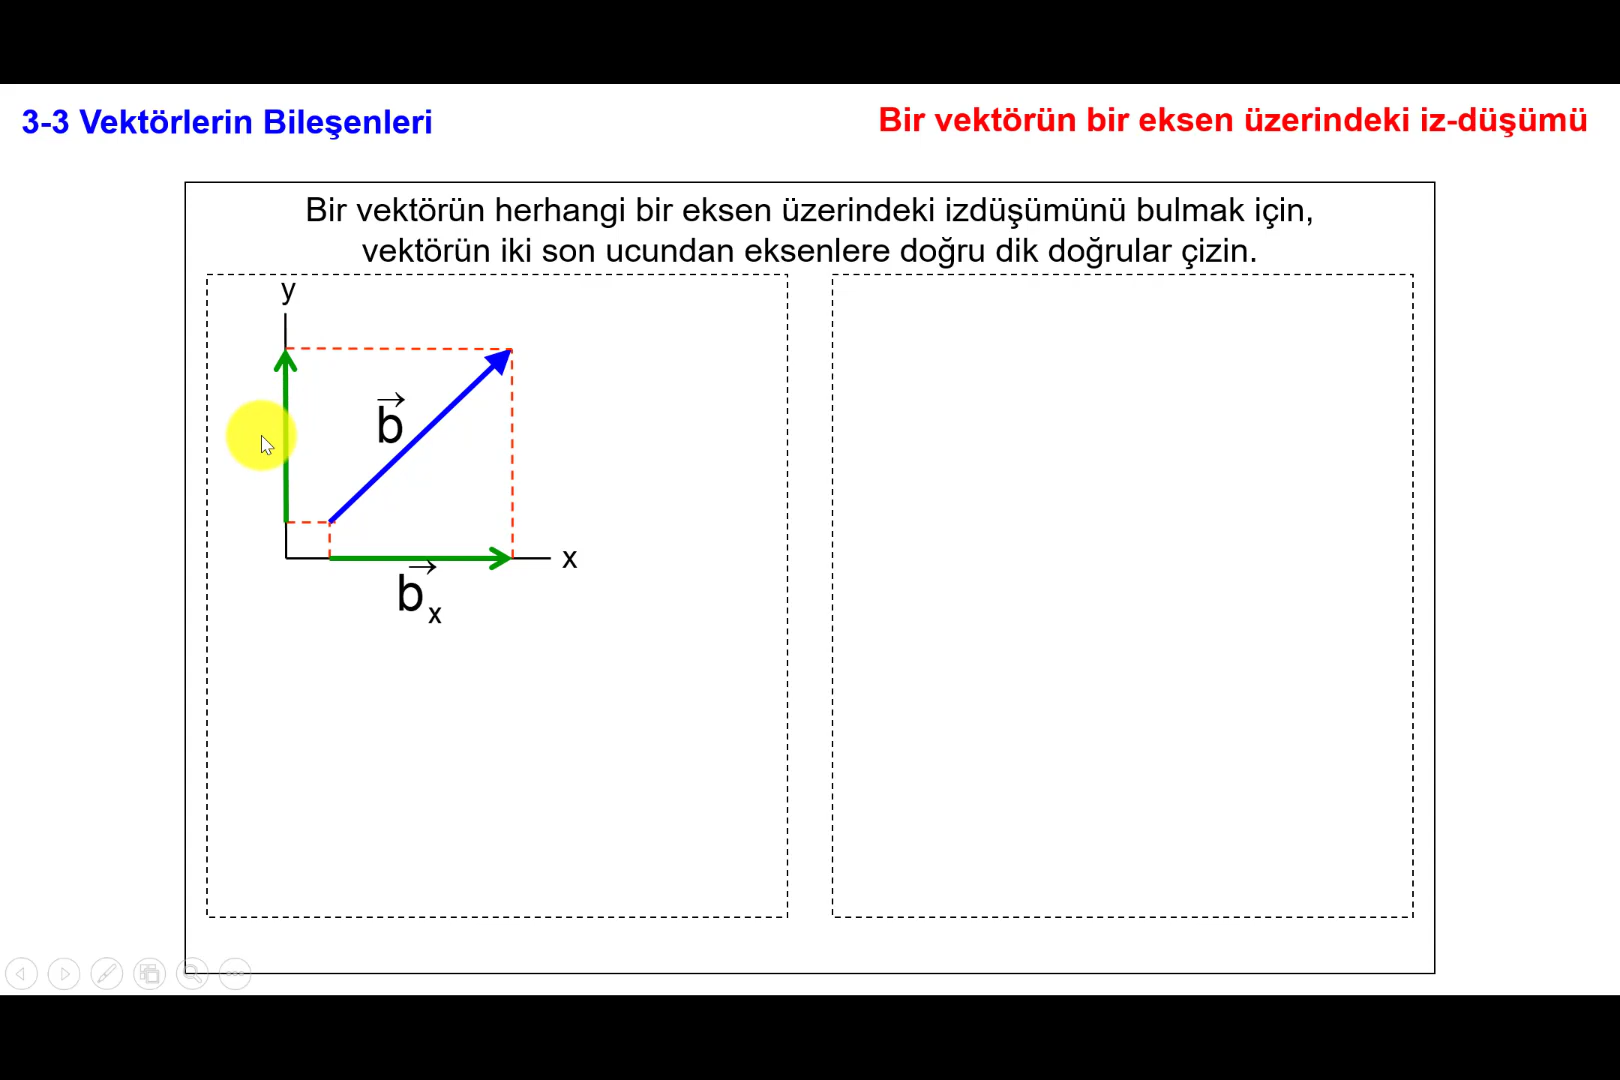 3-3 Vektörlerin Bileşenleri
Bir vektörün bir eksen üzerindeki iz-düşümü
Bir vektörün herhangi bir eksen üzerindeki izdüşümünü bulmak için,
vektörün iki son ucundan eksenlere doğru dik doğrular çizin.
y
b
x
bx